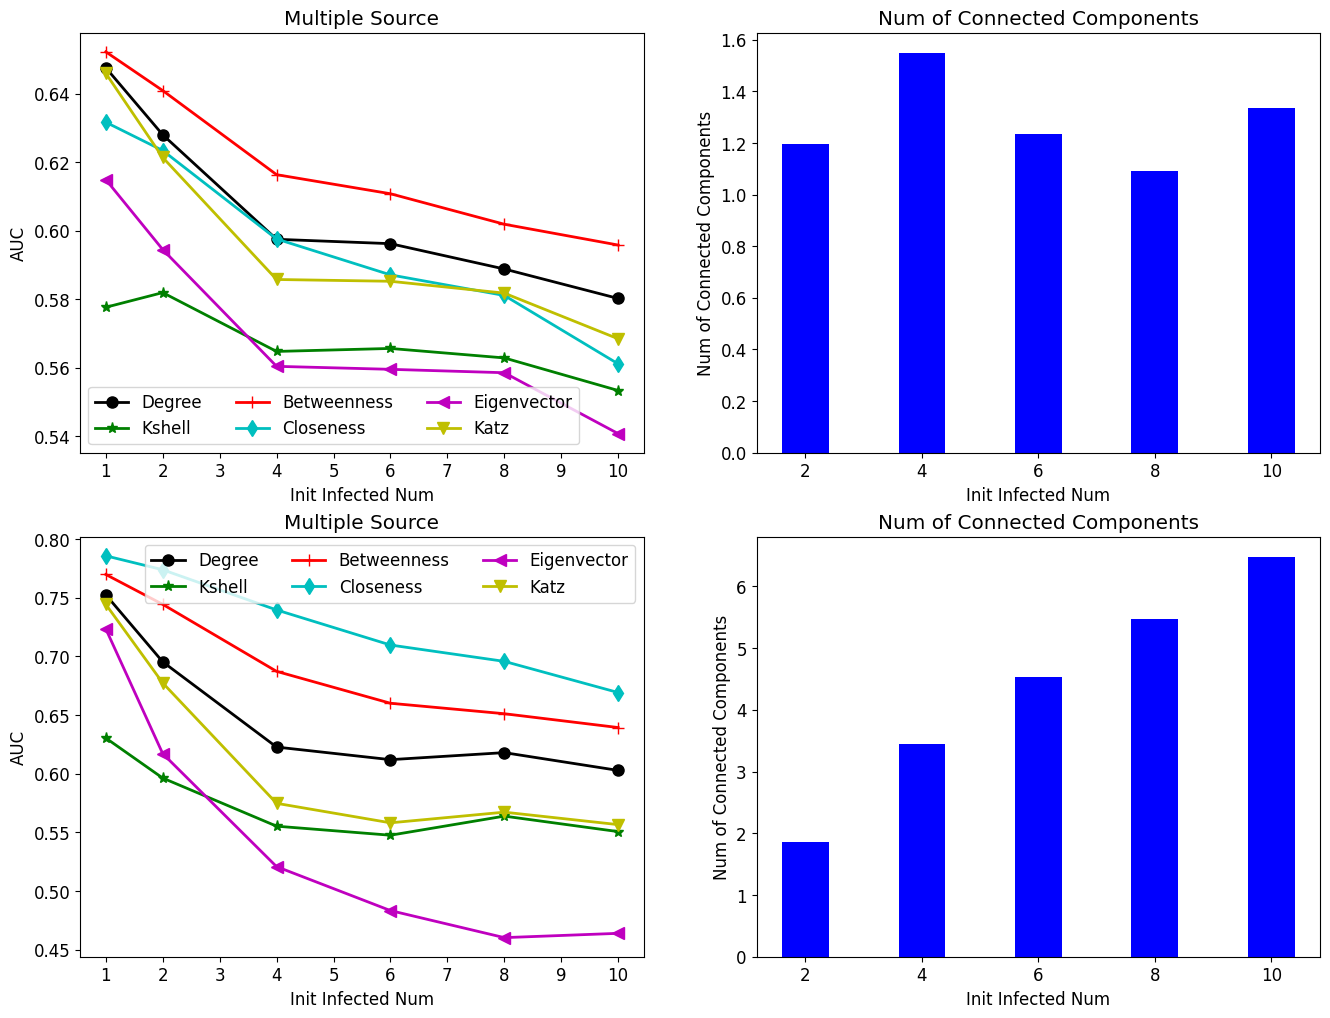 Multiple Source
AUC
0.64
0.62
0.60
0.58
0.56
0.54
Degree Betweenness Eigenvector
Kshell Closeness Katz
1 2 3 4 5 6 7 8 9 10
Init Infected Num
Num of Connected Components
Num of Connected Components
1.6
1.4
1.2
1.0
0.8
0.6
0.4
0.2
0.0
2 4 6 8 10
Init Infected Num
Multiple Source
AUC
0.80
0.75
0.70
0.65
0.60
0.55
0.50
0.45
Degree Betweenness Eigenvector
Kshell Closeness Katz
1 2 3 4 5 6 7 8 9 10
Init Infected Num
Num of Connected Components
Num of Connected Components
6
5
4
3
2
1
0
2 4 6 8 10
Init Infected Num